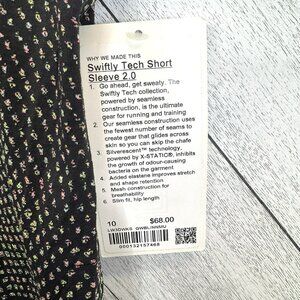 WHY WE MADE THIS
Swiftly Tech Short
Sleeve 2.0
1. Go ahead, get sweaty. The
Swiftly Tech collection,
powered by seamless
construction, is the ultimate
gear for running and training
2. Our seamless construction uses
the fewest number of seams to
create gear that glides across
skin so you can skip the chafe
3. Silverescent™ technology,
powered by X-STATIC®, inhibits
the growth of odour-causing
bacteria on the garment
4. Added elastane improves stretch
and shape retention
5. Mesh construction for
breathability
6. Slim fit, hip length
10 $68.00
LW3DWKS
000132157468